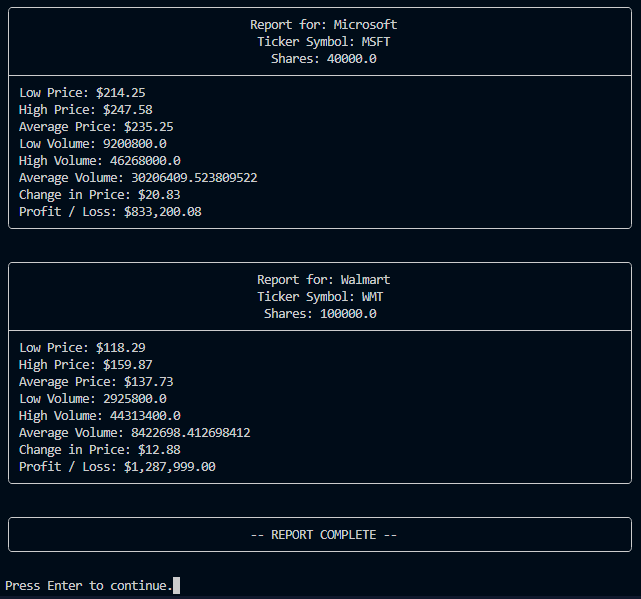 Report for: Microsoft
Ticker Symbol: MSFT
Shares: 40000.0
Low Price: $214.25
High Price: $247.58
Average Price: $235.25
Low Volume: 9200800.0
High Volume: 46268000.0
Average Volume: 30206409.523809522
Change in Price: $20.83
Profit / Loss: $833,200.08
Report for: Walmart
Ticker Symbol: WMT
Shares: 100000.0
Low Price: $118.29
High Price: $159.87
Average Price: $137.73
Low Volume: 2925800.0
High Volume: 44313400.0
Average Volume: 8422698.412698412
Change in Price: $12.88
Profit / Loss: $1,287,999.00
-- REPORT COMPLETE --
Press Enter to continue.